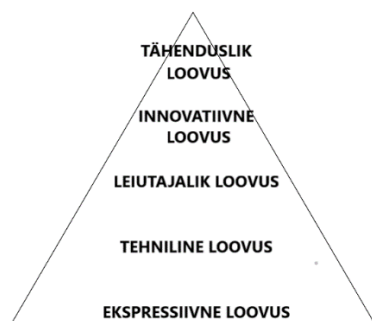 TÄHENDUSLIK
LOOVUS
INNOVATIIVNE
LOOVUS
LEIUTAJALIK LOOVUS
TEHNILINE LOOVUS
EKSPRESSIIVNE LOOVUS